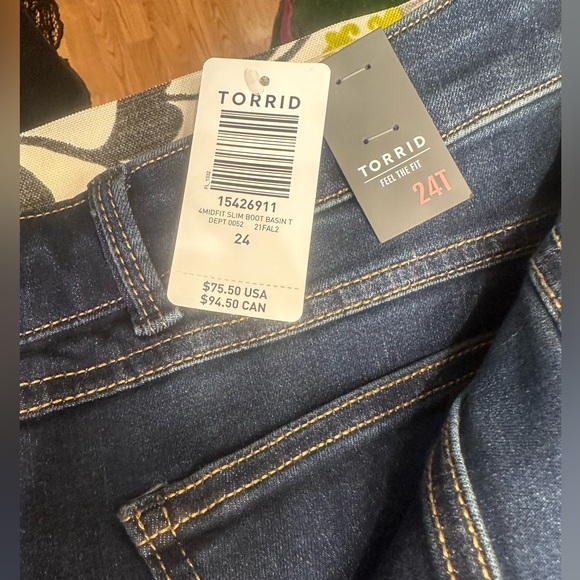 TORRID
FL_1332
15426911
4MIDFIT SLIM BOOT BASIN T
DEPT 0052 21FAL2
24
$75.50 USA
$94.50 CAN
TORRID
FEEL THE FIT
24T